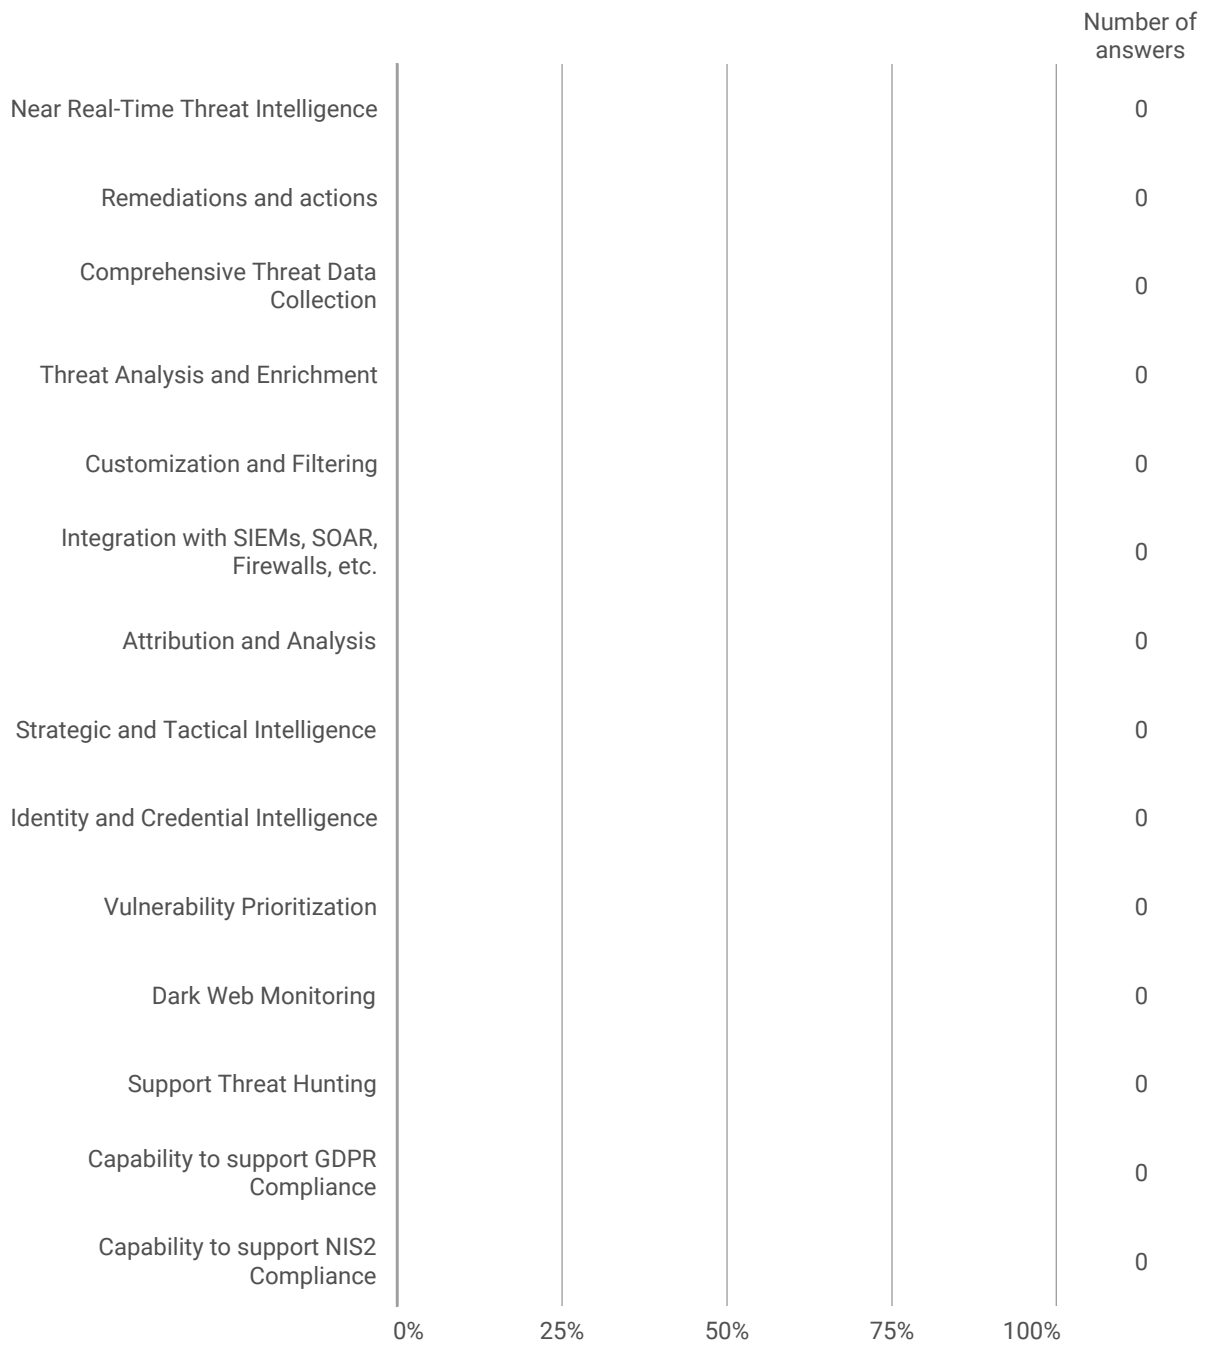 Number of
answers
Near Real-Time Threat Intelligence 0
Remediations and actions 0
Comprehensive Threat Data
Collection 0
Threat Analysis and Enrichment 0
Customization and Filtering 0
Integration with SIEMs, SOAR,
Firewalls, etc. 0
Attribution and Analysis 0
Strategic and Tactical Intelligence 0
Identity and Credential Intelligence 0
Vulnerability Prioritization 0
Dark Web Monitoring 0
Support Threat Hunting 0
Capability to support GDPR
Compliance 0
Capability to support NIS2
Compliance 0
0% 25% 50% 75% 100%